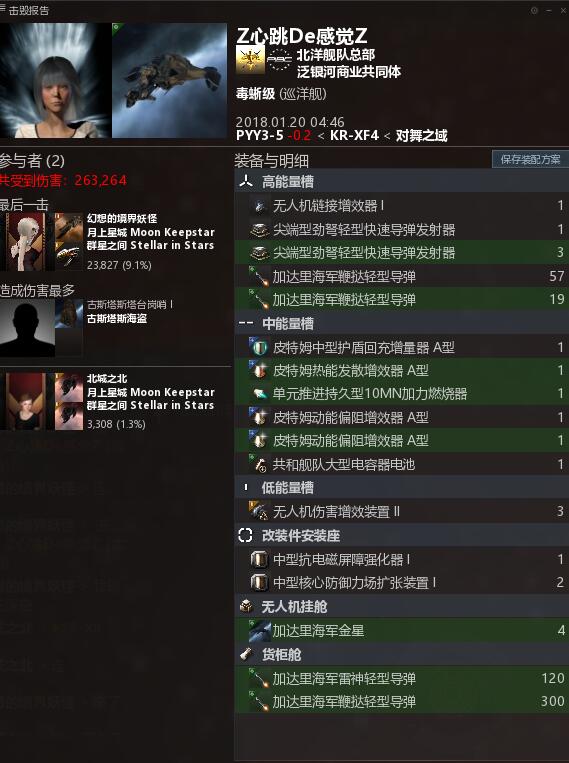 击毁报告
Z心跳De感觉Z
北洋舰队总部
泛银河商业共同体
毒蜥级 (巡洋舰)
2018.01.20 04:46
PYY3-5 -0.2 < KR-XF4 < 对舞之域
参与者 (2)
共受到伤害: 263,264
最后一击
幻想的境界妖怪
月上星城 Moon Keepstar
群星之间 Stellar in Stars
23,827 (9.1%)
造成伤害最多
古斯塔斯塔台岗哨 I
古斯塔斯海盗
北城之北
月上星城 Moon Keepstar
群星之间 Stellar in Stars
3,308 (1.3%)
装备与明细
保存装配方案
高能量槽
无人机链接增效器 I 1
尖端型劲弩轻型快速导弹发射器 1
尖端型劲弩轻型快速导弹发射器 3
加达里海军鞭挞轻型导弹 57
加达里海军鞭挞轻型导弹 19
中能量槽
皮特姆中型护盾回充增量器 A型 1
皮特姆热能发散增效器 A型 1
单元推进持久型10MN加力燃烧器 1
皮特姆动能偏阻增效器 A型 1
皮特姆动能偏阻增效器 A型 1
共和舰队大型电容器电池 1
低能量槽
无人机伤害增效装置 II 3
改装件安装座
中型抗电磁屏障强化器 I 1
中型核心防御力场扩张装置 I 2
无人机挂舱
加达里海军金星 4
货柜舱
加达里海军雷神轻型导弹 120
加达里海军鞭挞轻型导弹 300